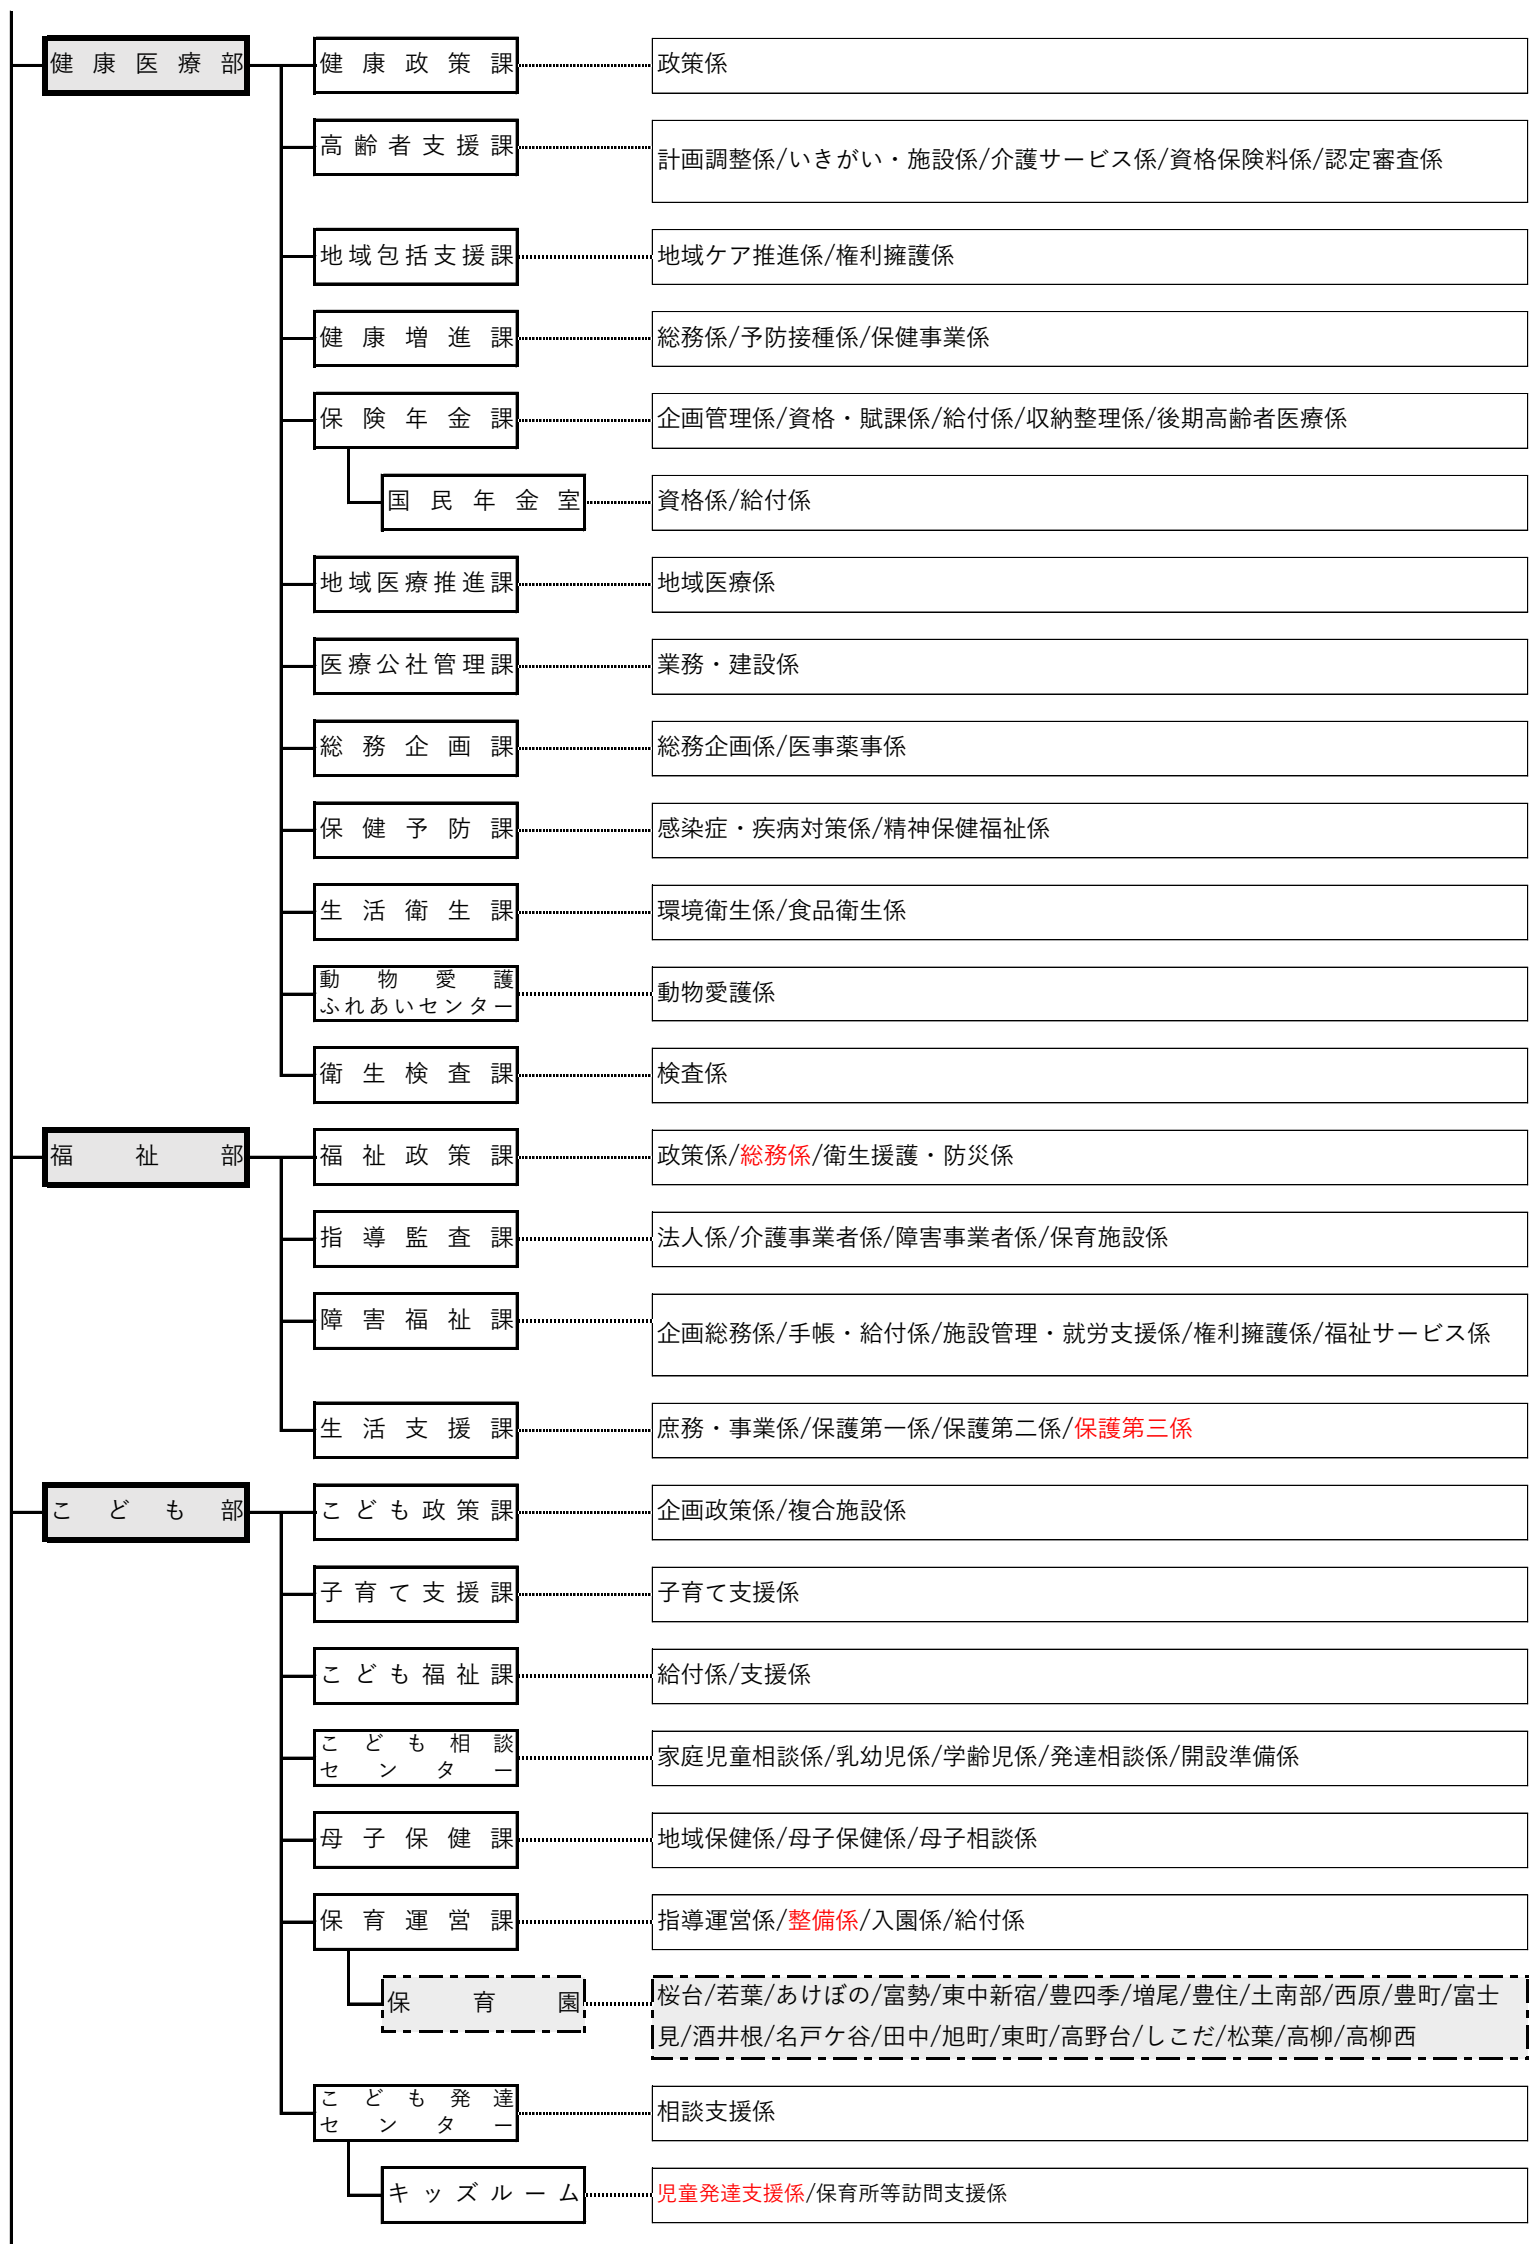 健康医療部
健康政策課
政策係
高齢者支援課
計画調整係/いきがい・施設係/介護サービス係/資格保険料係/認定審査係
地域包括支援課
地域ケア推進係/権利擁護係
健康増進課
総務係/予防接種係/保健事業係
保険年金課
企画管理係/資格・賦課係/給付係/収納整理係/後期高齢者医療係
国民年金室
資格係/給付係
地域医療推進課
地域医療係
医療公社管理課
業務・建設係
総務企画課
総務企画係/医事薬事係
保健予防課
感染症・疾病対策係/精神保健福祉係
生活衛生課
環境衛生係/食品衛生係
動物愛護
ふれあいセンター
動物愛護係
衛生検査課
検査係
福祉部
福祉政策課
政策係/総務係/衛生援護・防災係
指導監査課
法人係/介護事業者係/障害事業者係/保育施設係
障害福祉課
企画総務係/手帳・給付係/施設管理・就労支援係/権利擁護係/福祉サービス係
生活支援課
庶務・事業係/保護第一係/保護第二係/保護第三係
こども部
こども政策課
企画政策係/複合施設係
子育て支援課
子育て支援係
こども福祉課
給付係/支援係
こども相談
センター
家庭児童相談係/乳幼児係/学齢児係/発達相談係/開設準備係
母子保健課
地域保健係/母子保健係/母子相談係
保育運営課
指導運営係/整備係/入園係/給付係
保育園
桜台/若葉/あけぼの/富勢/東中新宿/豊四季/増尾/豊住/土南部/西原/豊町/富士
見/酒井根/名戸ケ谷/田中/旭町/東町/高野台/しこだ/松葉/高柳/高柳西
こども発達
センター
相談支援係
キッズルーム
児童発達支援係/保育所等訪問支援係